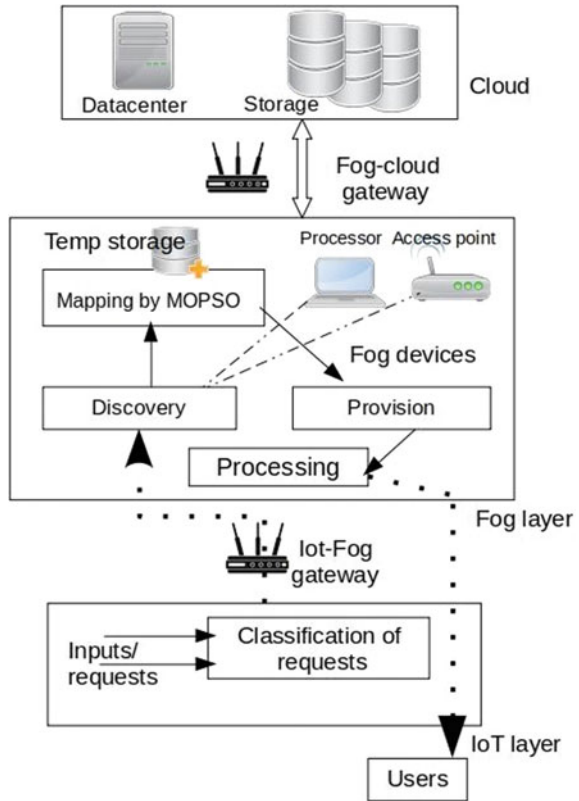 Datacenter
Storage
Cloud
Fog-cloud
gateway
Temp storage
Processor
Access point
Mapping by MOPSO
Fog devices
Discovery
Provision
Processing
Fog layer
Iot-Fog
gateway
Classification of
requests
Inputs/
requests
IoT layer
Users